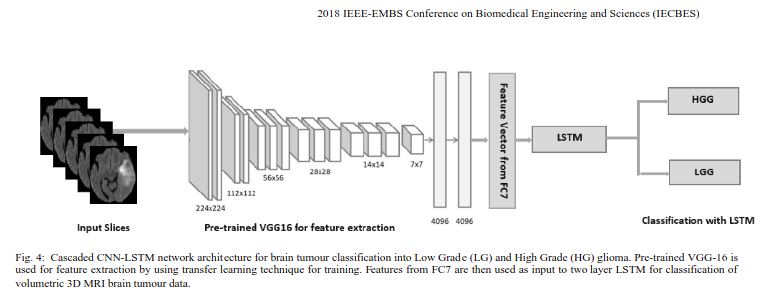 2018 IEEE-EMBS Conference on Biomedical Engineering and Sciences (IECBES)
Feature Vector from FC7
HGG
LSTM
LGG
7x7
14x14
28x28
56x56
112x112
224x224
4096 4096
Input Slices
Pre-trained VGG16 for feature extraction
Classification with LSTM
Fig. 4: Cascaded CNN-LSTM network architecture for brain tumour classification into Low Grade (LG) and High Grade (HG) glioma. Pre-trained VGG-16 is
used for feature extraction by using transfer learning technique for training. Features from FC7 are then used as input to two layer LSTM for classification of
volumetric 3D MRI brain tumour data.